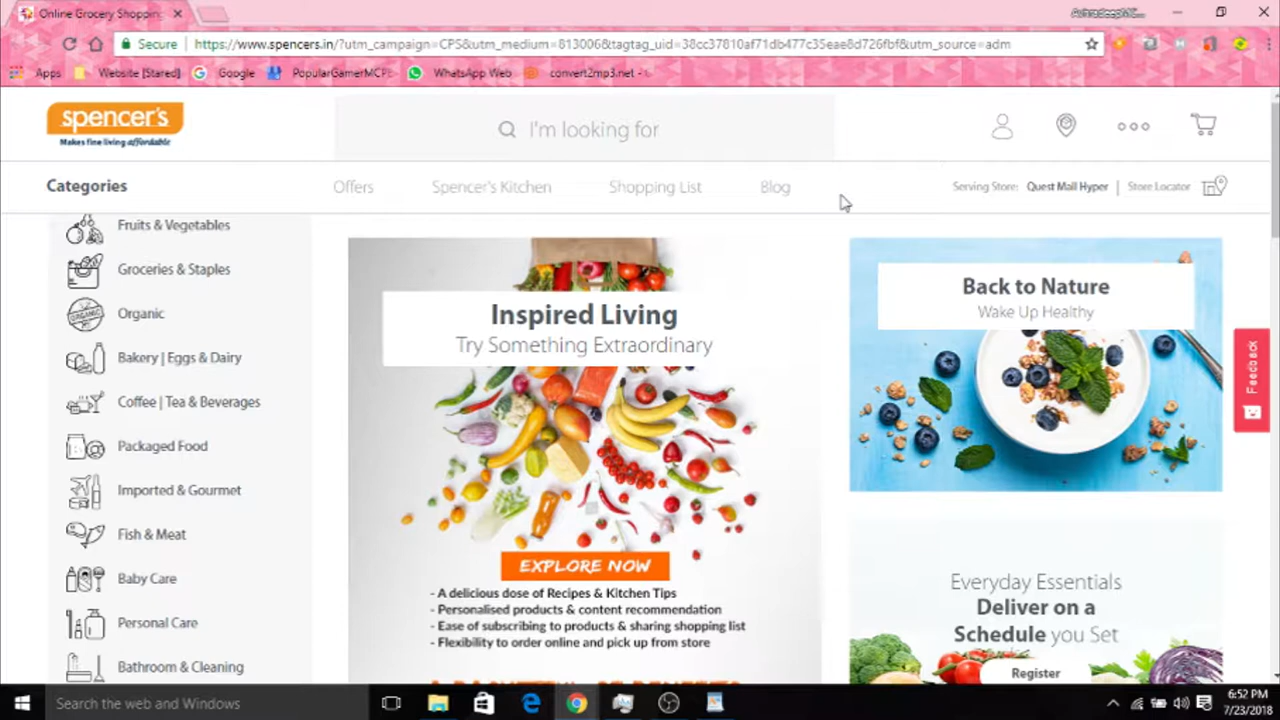 Online Grocery Shopping
Secure
https://www.spencers.in/?utm_campaign=CPS&utm_medium=813006&tagtag_uid=38cc37810af71db477c35eae8d726fbf&utm_source=adm
Apps
Website [Stared]
Google
PopularGamerMCPE
WhatsApp Web
convert2mp3.net -
spencer's
Makes fine living affordable
I'm looking for
Categories
Offers
Spencer's Kitchen
Shopping List
Blog
Serving Store: Quest Mall Hyper | Store Locator
Fruits & Vegetables
Groceries & Staples
Organic
Bakery | Eggs & Dairy
Coffee | Tea & Beverages
Packaged Food
Imported & Gourmet
Fish & Meat
Baby Care
Personal Care
Bathroom & Cleaning
ORGANIC
Inspired Living
Try Something Extraordinary
EXPLORE NOW
- A delicious dose of Recipes & Kitchen Tips
- Personalised products & content recommendation
- Ease of subscribing to products & sharing shopping list
- Flexibility to order online and pick up from store
Back to Nature
Wake Up Healthy
Everyday Essentials
Deliver on a
Schedule you Set
Register
Feedback
Search the web and Windows
6:52 PM
7/23/2018